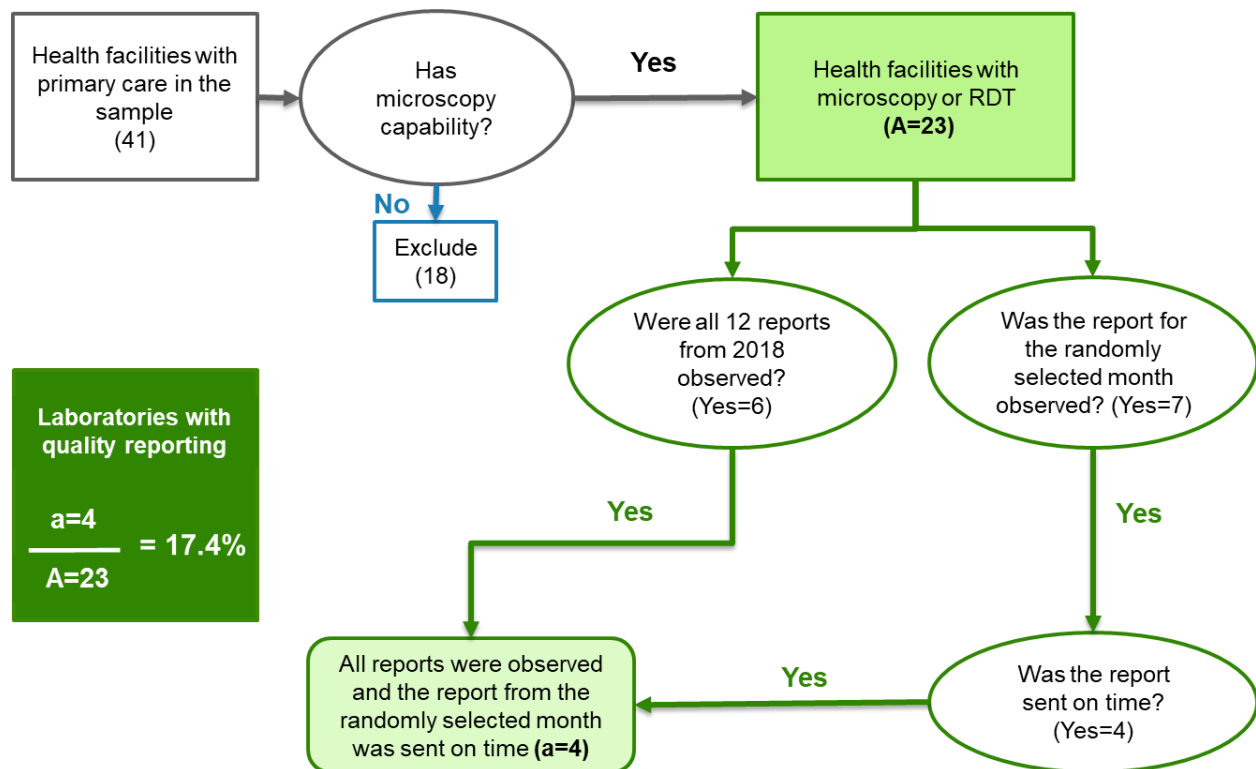 Health facilities with
primary care in the
sample
(41)
Has
microscopy
capability?
Yes
Health facilities with
microscopy or RDT
(A=23)
No
Exclude
(18)
Were all 12 reports
from 2018
observed?
(Yes=6)
Was the report for
the randomly
selected month
observed? (Yes=7)
Laboratories with
quality reporting
a=4
= 17.4%
A=23
Yes
Yes
All reports were observed
and the report from the
randomly selected month
was sent on time (a=4)
Yes
Was the report
sent on time?
(Yes=4)